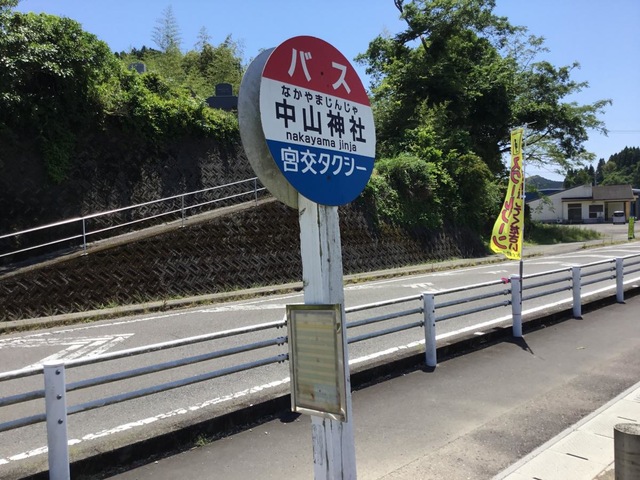 バス
なかやまじんじゃ
中山神社
nakayama jinja
宮交タクシー